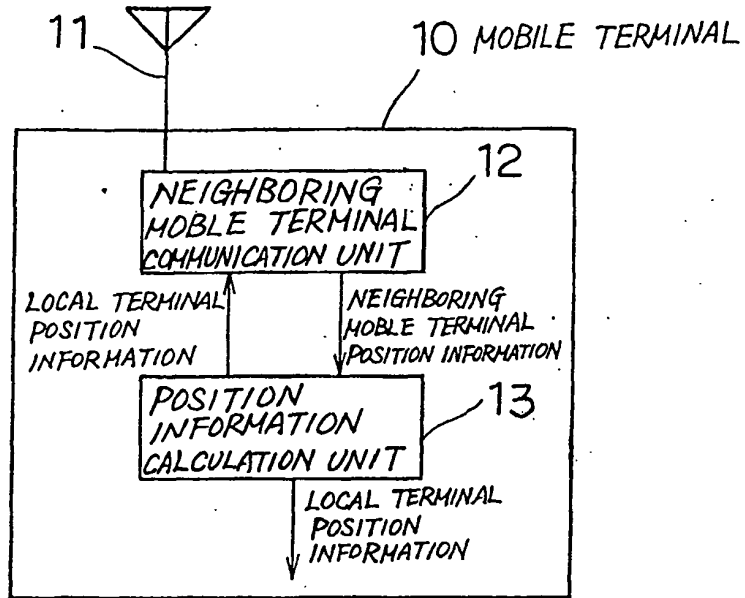 11
10 MOBILE TERMINAL
12
NEIGHBORING
MOBLE TERMINAL
COMMUNICATION UNIT
LOCAL TERMINAL
POSITION
INFORMATION
NEIGHBORING
MOBLE TERMINAL
POSITION INFORMATION
13
POSITION
INFORMATION
CALCULATION UNIT
LOCAL TERMINAL
POSITION
INFORMATION